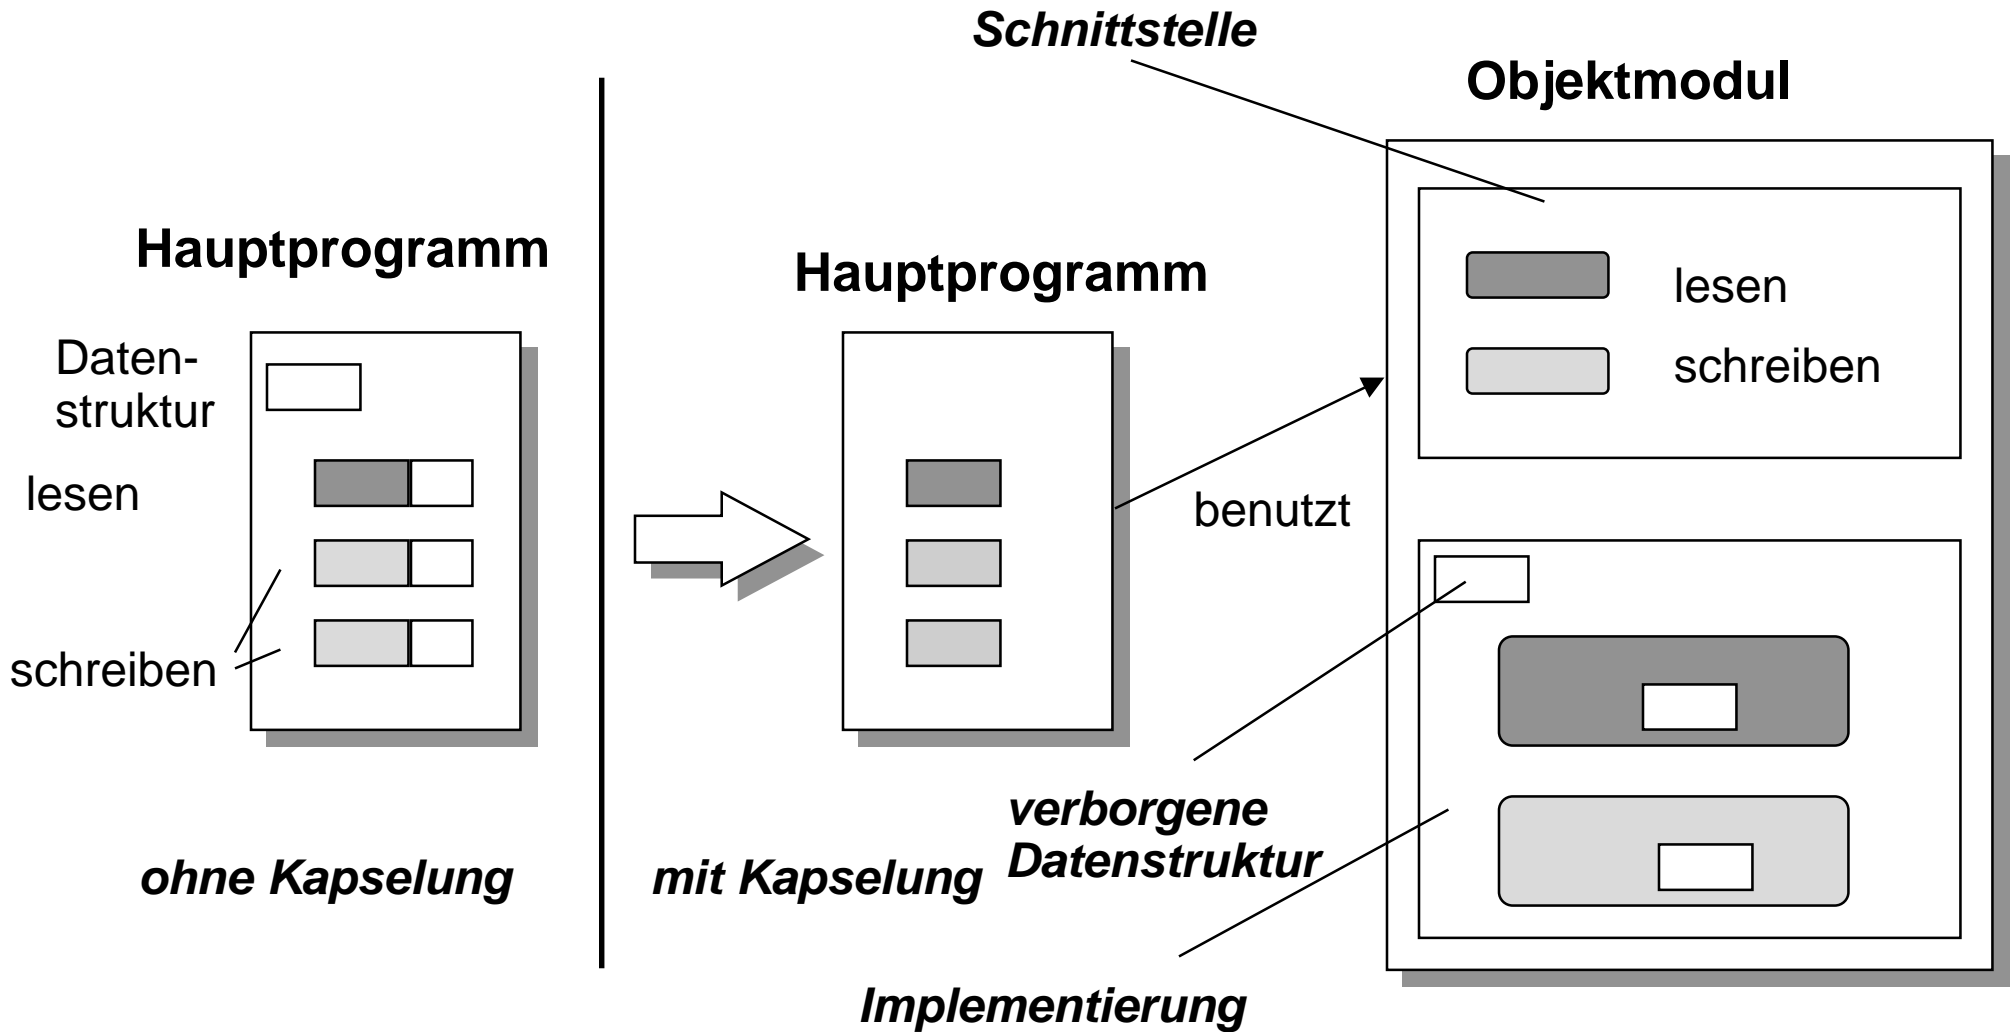 Schnittstelle
Objektmodul
Hauptprogramm
Hauptprogramm
Daten-
struktur
lesen
schreiben
lesen
schreiben
benutzt
verborgene
Datenstruktur
ohne Kapselung
mit Kapselung
Implementierung